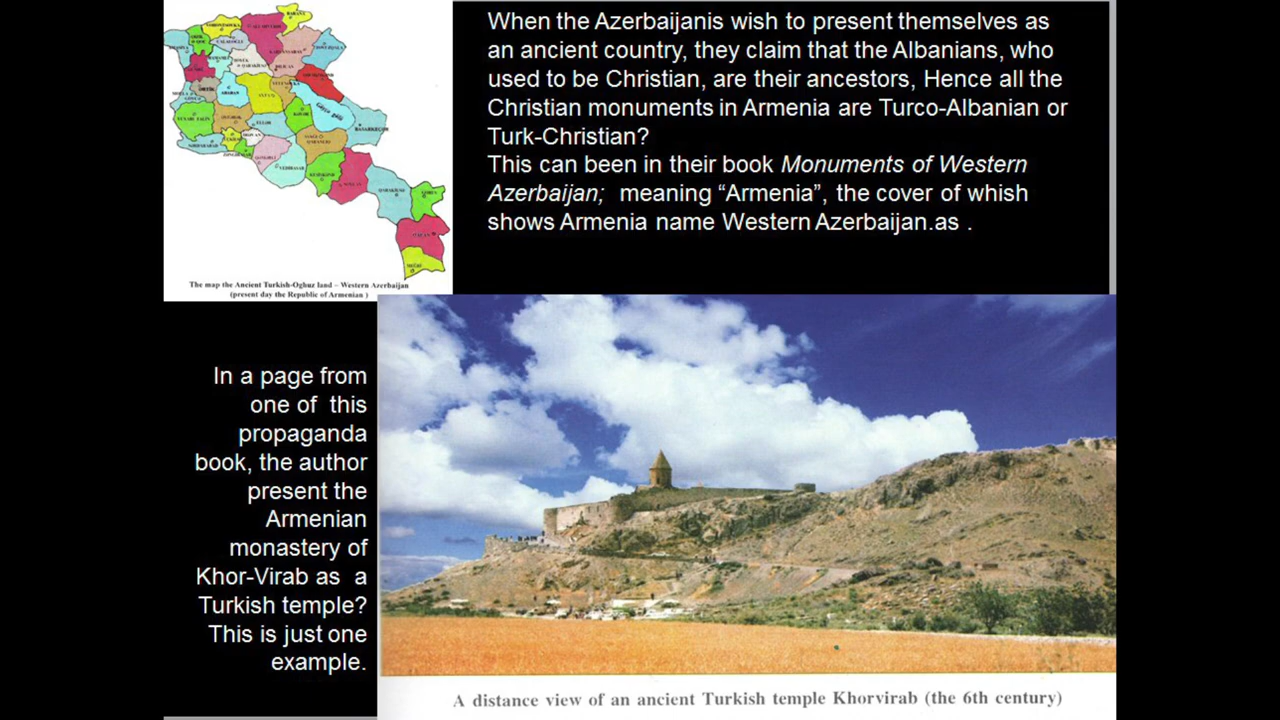 When the Azerbaijanis wish to present themselves as
an ancient country, they claim that the Albanians, who
used to be Christian, are their ancestors, Hence all the
Christian monuments in Armenia are Turco-Albanian or
Turk-Christian?
This can been in their book Monuments of Western
Azerbaijan; meaning “Armenia”, the cover of whish
shows Armenia name Western Azerbaijan.as .
The map the Ancient Turkish-Oghuz land – Western Azerbaijan
(present day the Republic of Armenian )
In a page from
one of this
propaganda
book, the author
present the
Armenian
monastery of
Khor-Virab as a
Turkish temple?
This is just one
example.
A distance view of an ancient Turkish temple Khorvirab (the 6th century)